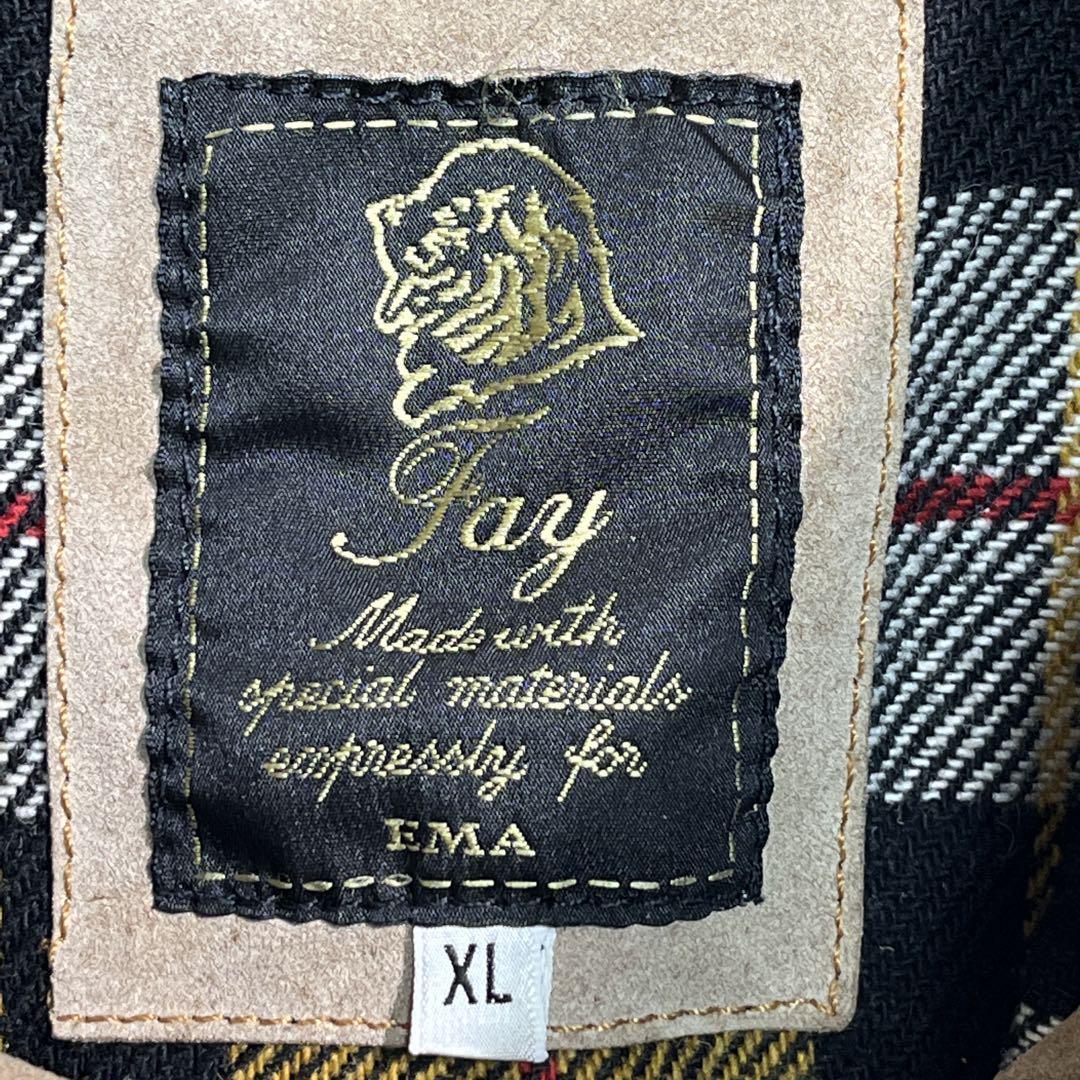 Fay
Made with
special materials
expressly for
EMA
XL